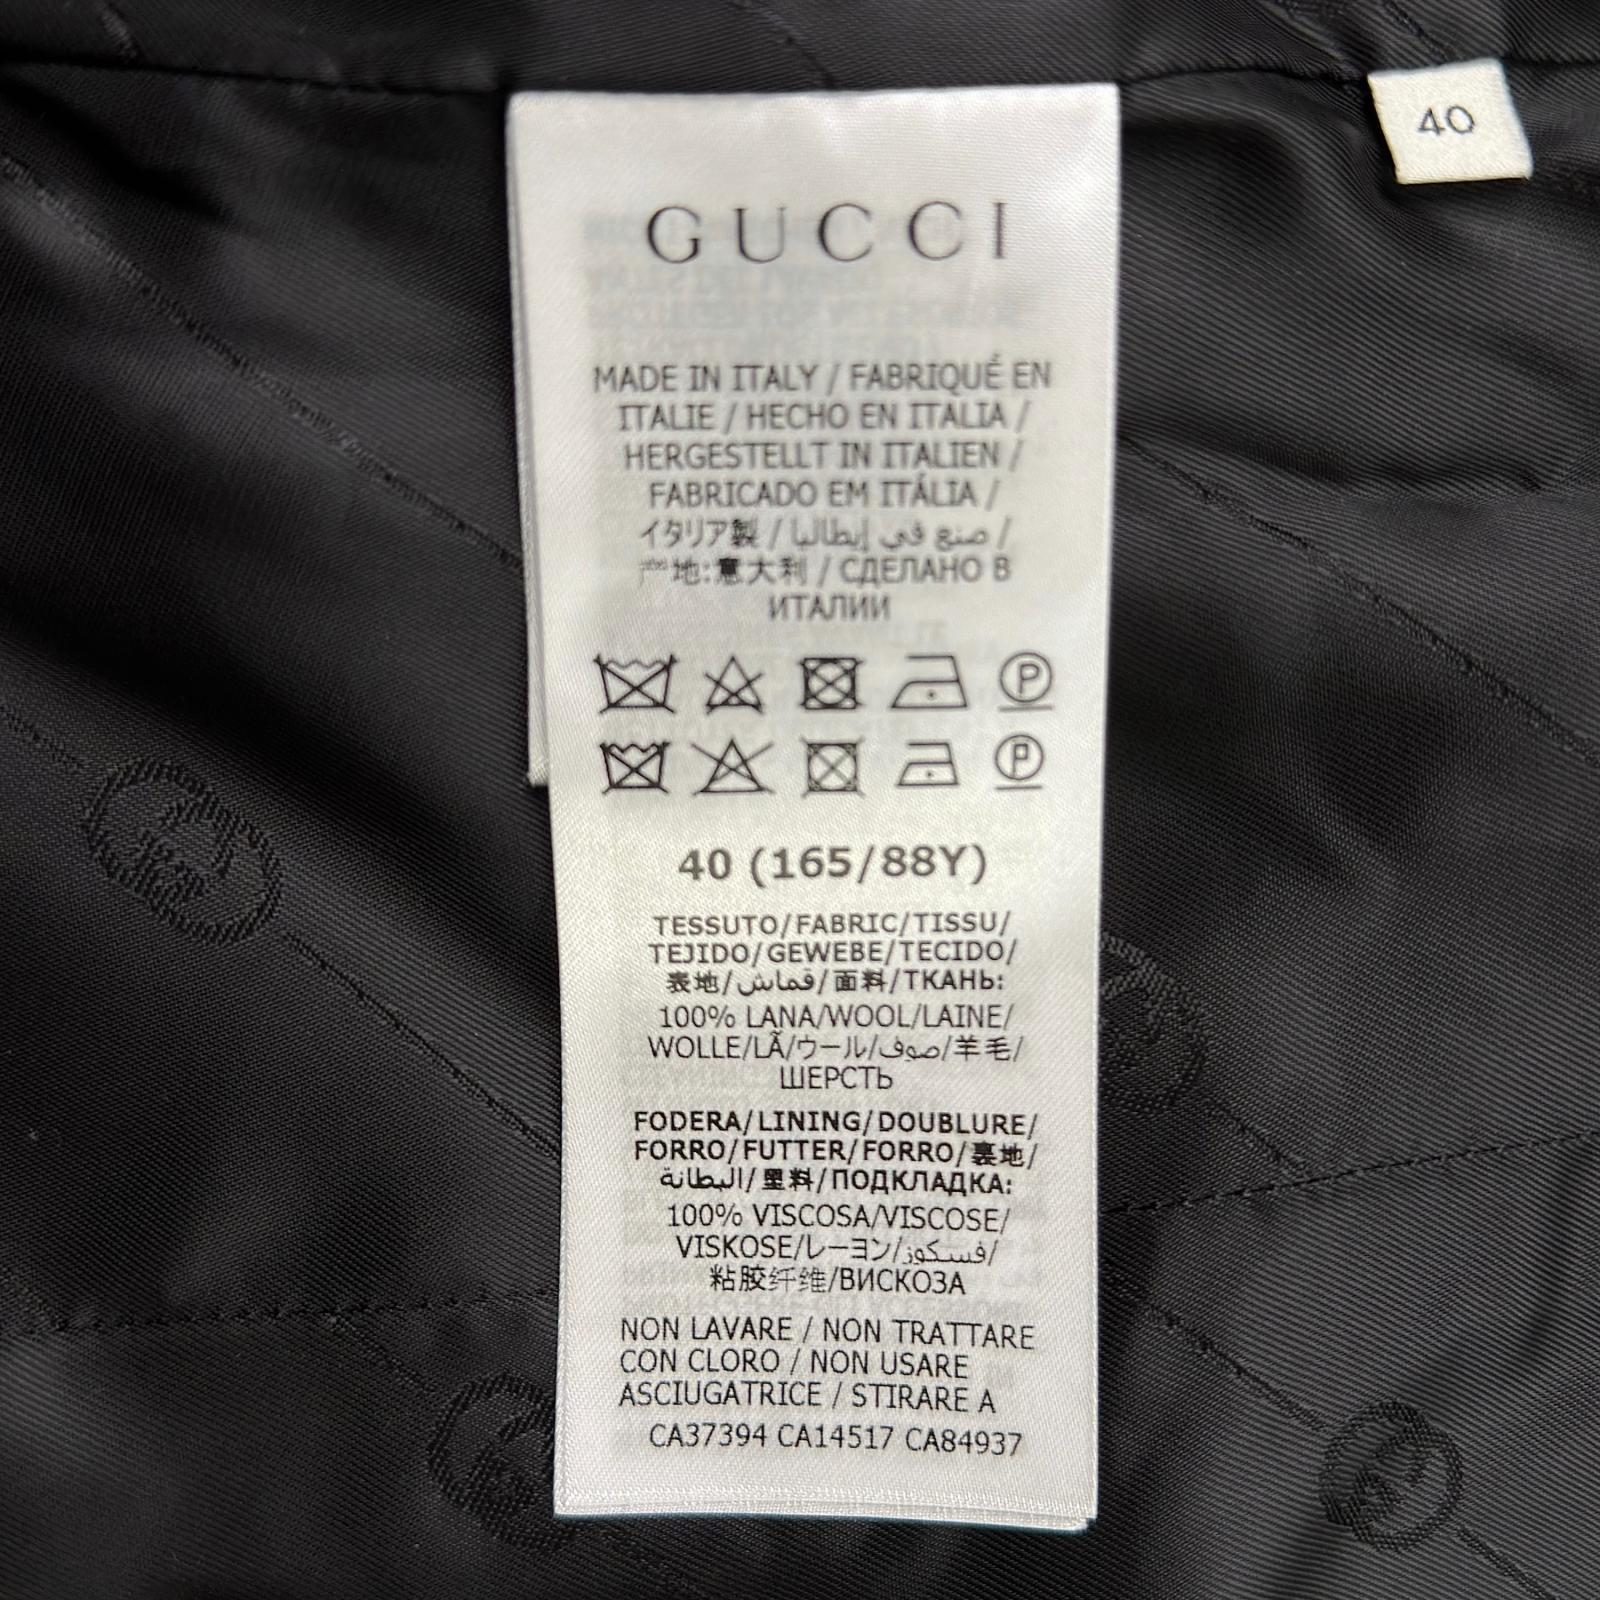 40
GUCCI
MADE IN ITALY / FABRIQUÉ EN
ITALIE / HECHO EN ITALIA /
HERGESTELLT IN ITALIEN /
FABRICADO EM ITÁLIA /
イタリア製 / صنع في إيطاليا /
产地:意大利 / СДЕЛАНО В
ИТАЛИИ
P
P
40 (165/88Y)
TESSUTO/FABRIC/TISSU/
TEJIDO/GEWEBE/TECIDO/
表地/قماش/面料/ТКАНЬ:
100% LANA/WOOL/LAINE/
WOLLE/LÃ/ウール/صوف/羊毛/
ШЕРСТЬ
FODERA/LINING/DOUBLURE/
FORRO/FUTTER/FORRO/裏地/
البطانة/里料/ПОДКЛАДКА:
100% VISCOSA/VISCOSE/
VISKOSE/レーヨン/فسكوز/
粘胶纤维/ВИСКОЗА
NON LAVARE / NON TRATTARE
CON CLORO / NON USARE
ASCIUGATRICE / STIRARE A
CA37394 CA14517 CA84937